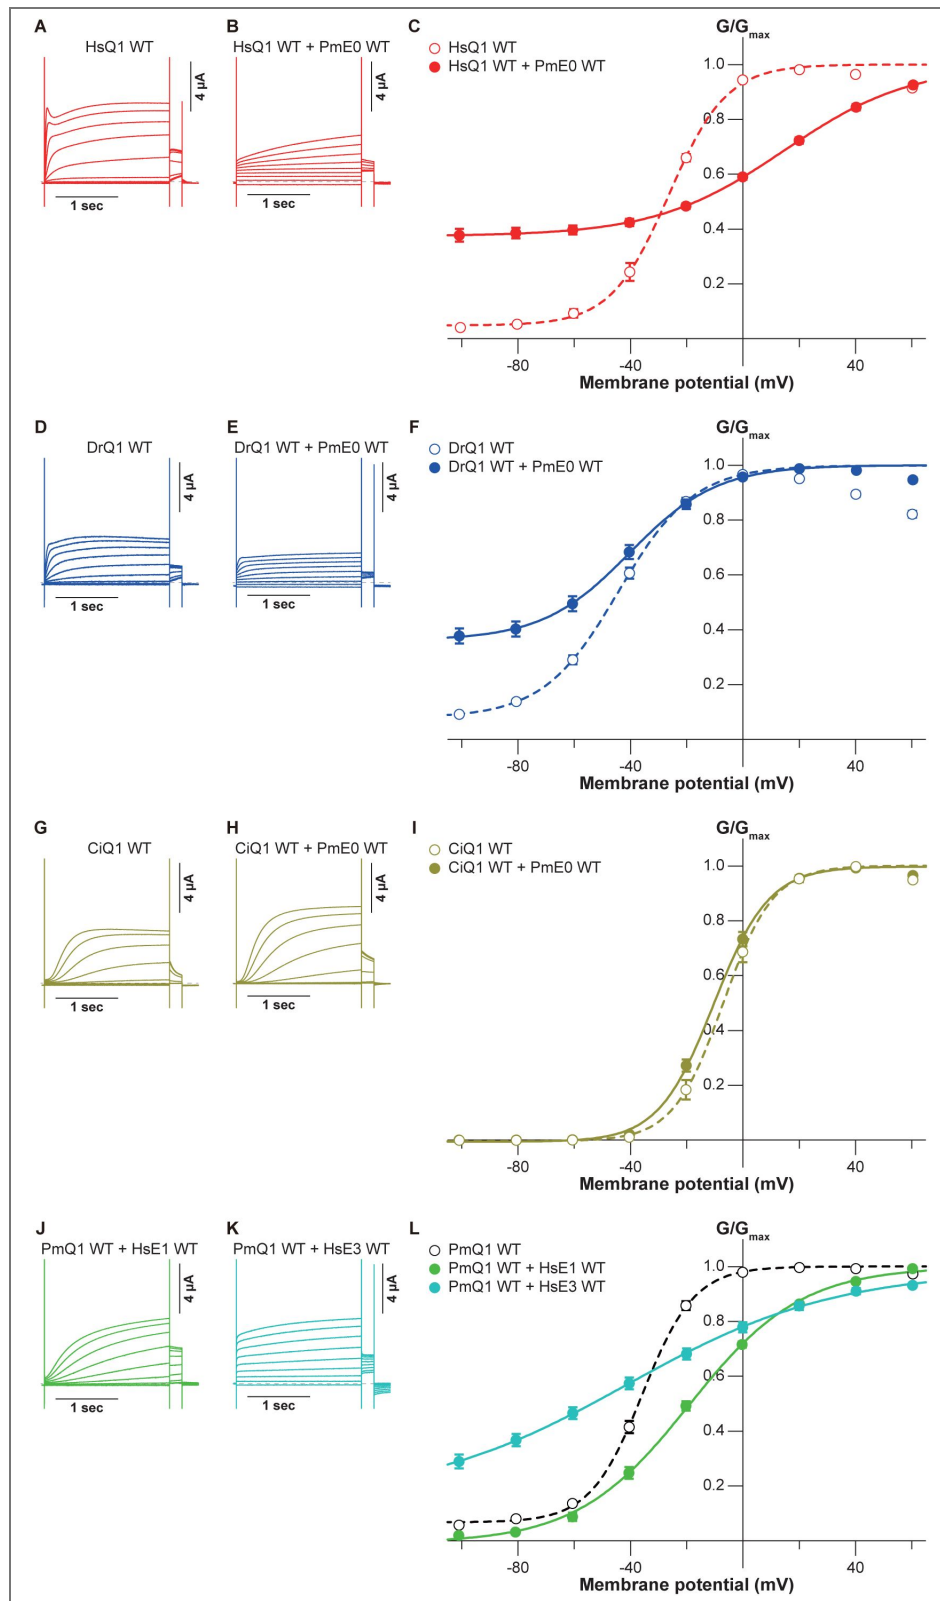 A
HsQ1 WT
4 µA
1 sec
B
HsQ1 WT + PmE0 WT
4 µA
1 sec
C
HsQ1 WT
HsQ1 WT + PmE0 WT
G/Gmax
1.0
0.8
0.6
0.4
0.2
-80
-40
0
40
Membrane potential (mV)
D
DrQ1 WT
4 µA
1 sec
E
DrQ1 WT + PmE0 WT
4 µA
1 sec
F
DrQ1 WT
DrQ1 WT + PmE0 WT
G/Gmax
1.0
0.8
0.6
0.4
0.2
-80
-40
0
40
Membrane potential (mV)
G
CiQ1 WT
4 µA
1 sec
H
CiQ1 WT + PmE0 WT
4 µA
1 sec
I
CiQ1 WT
CiQ1 WT + PmE0 WT
G/Gmax
1.0
0.8
0.6
0.4
0.2
-80
-40
0
40
Membrane potential (mV)
J
PmQ1 WT + HsE1 WT
4 µA
1 sec
K
PmQ1 WT + HsE3 WT
4 µA
1 sec
L
PmQ1 WT
PmQ1 WT + HsE1 WT
PmQ1 WT + HsE3 WT
G/Gmax
1.0
0.8
0.6
0.4
0.2
-80
-40
0
40
Membrane potential (mV)